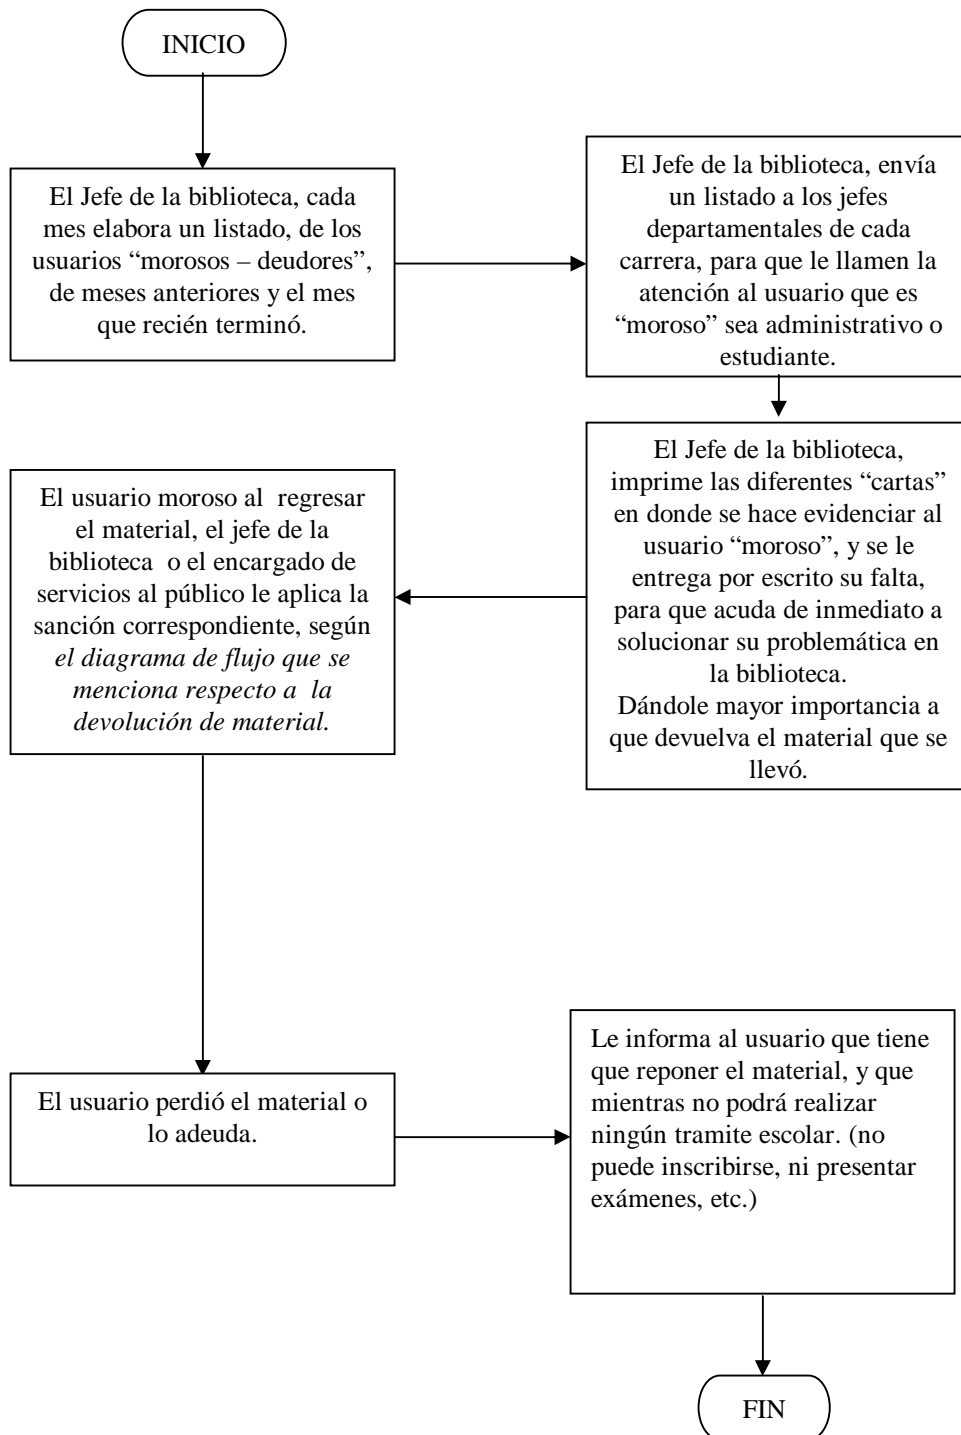 INICIO
El Jefe de la biblioteca, cada
mes elabora un listado, de los
usuarios “morosos – deudores”,
de meses anteriores y el mes
que recién terminó.
El Jefe de la biblioteca, envía
un listado a los jefes
departamentales de cada
carrera, para que le llamen la
atención al usuario que es
“moroso” sea administrativo o
estudiante.
El Jefe de la biblioteca,
imprime las diferentes “cartas”
en donde se hace evidenciar al
usuario “moroso”, y se le
entrega por escrito su falta,
para que acuda de inmediato a
solucionar su problemática en
la biblioteca.
Dándole mayor importancia a
que devuelva el material que se
llevó.
El usuario moroso al  regresar
el material, el jefe de la
biblioteca  o el encargado de
servicios al público le aplica la
sanción correspondiente, según
el diagrama de flujo que se
menciona respecto a  la
devolución de material.
El usuario perdió el material o
lo adeuda.
Le informa al usuario que tiene
que reponer el material, y que
mientras no podrá realizar
ningún tramite escolar. (no
puede inscribirse, ni presentar
exámenes, etc.)
FIN